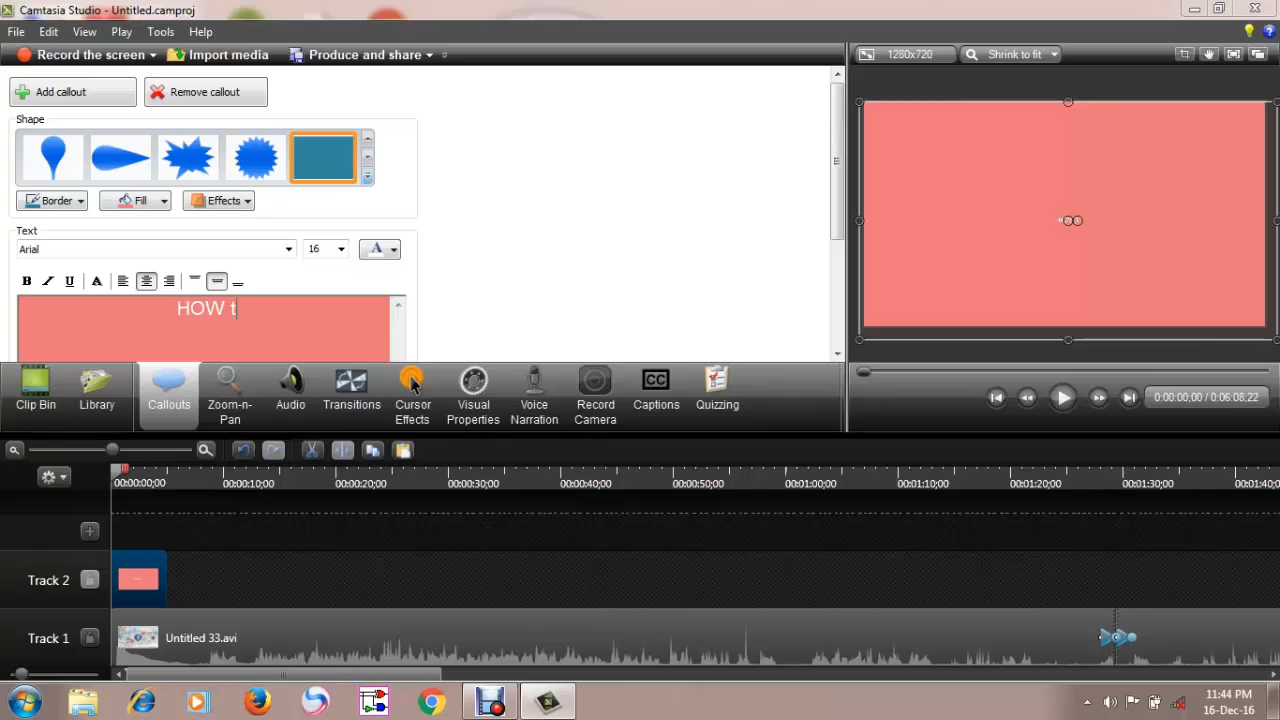 Camtasia Studio - Untitled.camproj
File Edit View Play Tools Help
Record the screen Import media Produce and share
1280x720 Shrink to fit
Add callout Remove callout
Shape
Border Fill Effects
Text
Arial 16 A
B I U A
HOW t
Clip Bin Library Callouts Zoom-n-Pan Audio Transitions Cursor Effects Visual Properties Voice Narration Record Camera CC Captions Quizzing
0:00:00;00 / 0:06:08;22
00:00:00;00 00:00:10;00 00:00:20;00 00:00:30;00 00:00:40;00 00:00:50;00 00:01:00;00 00:01:10;00 00:01:20;00 00:01:30;00 00:01:40;0
Track 2
Track 1 Untitled 33.avi
11:44 PM
16-Dec-16